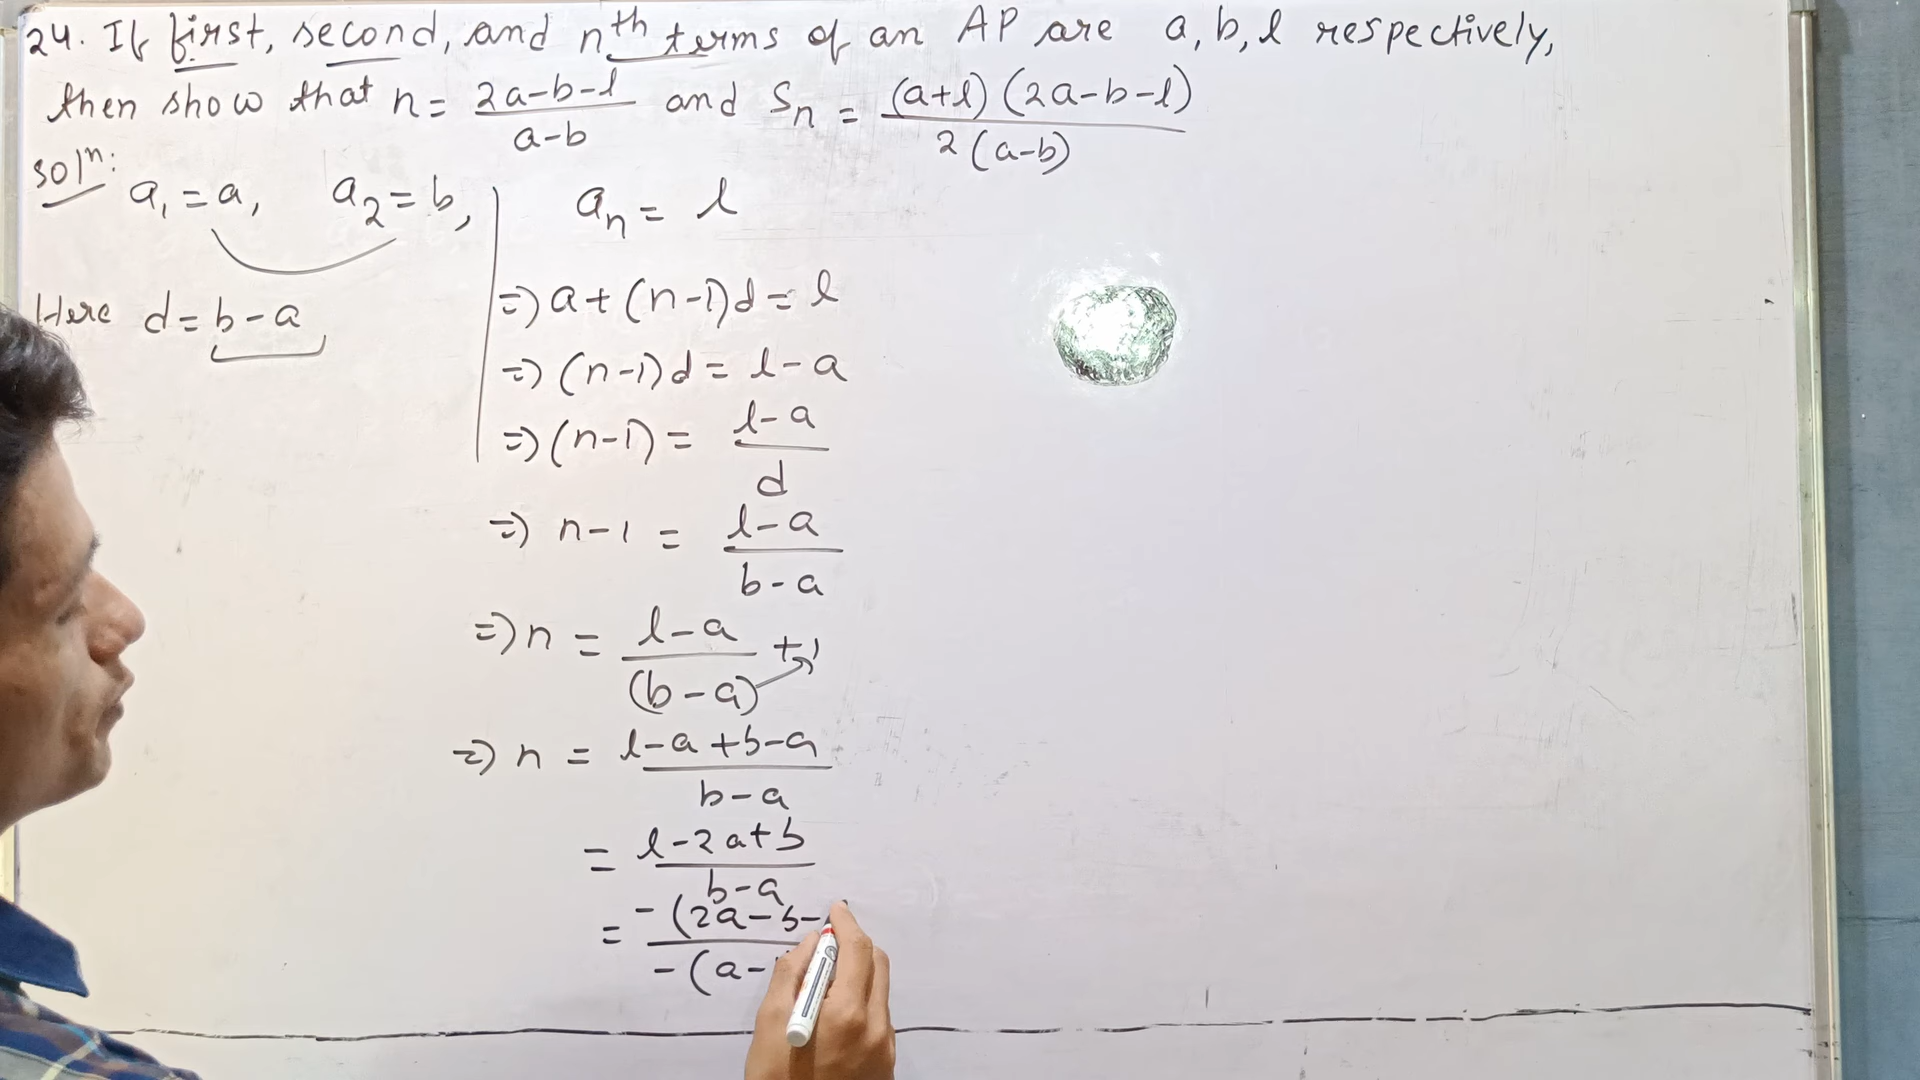 24. If first, second, and nth terms of an AP are a, b, l respectively,
then show that n = (2a-b-l)/(a-b) and Sn = (a+l)(2a-b-l)/2(a-b)
Solⁿ:
a₁ = a, a₂ = b,
Here d = b-a
aₙ = l
=) a+(n-1)d = l
=) (n-1)d = l-a
=) (n-1) = (l-a)/d
=) n-1 = (l-a)/(b-a)
=) n = (l-a)/(b-a) +1
=) n = (l-a+b-a)/(b-a)
= (l-2a+b)/(b-a)
= -(2a-b-
-(a-